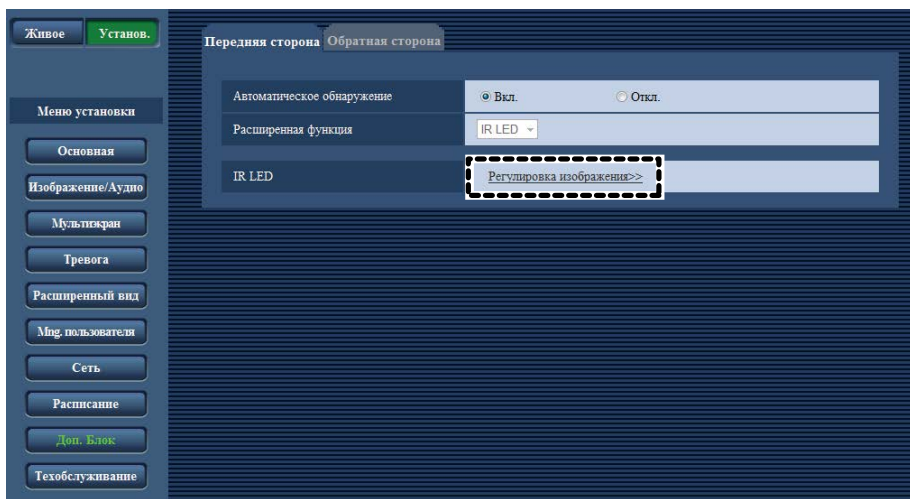 Живое Установ.
Передняя сторона Обратная сторона
Меню установки
Основная
Изображение/Аудио
Мультиэкран
Тревога
Расширенный вид
Mng. пользователя
Сеть
Расписание
Доп. Блок
Техобслуживание
Автоматическое обнаружение Вкл. Откл.
Расширенная функция IR LED
IR LED Регулировка изображения>>